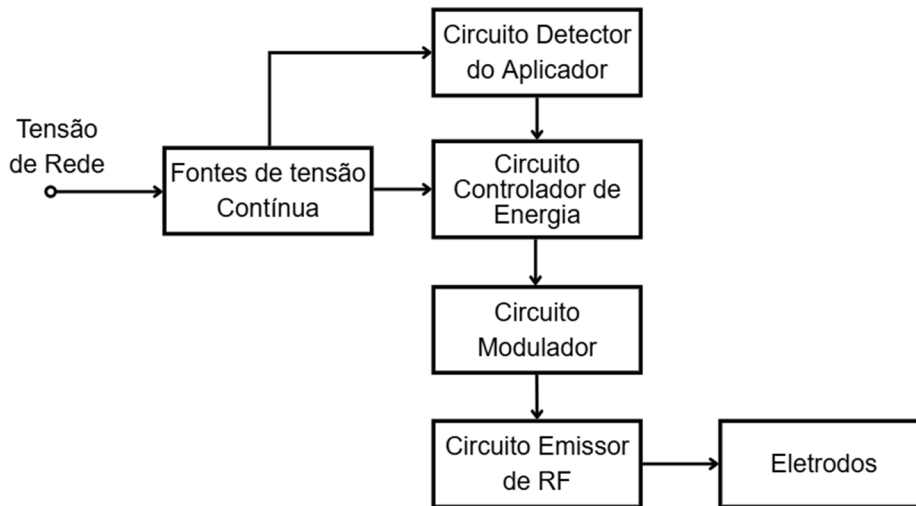 Circuito Detector
do Aplicador
Tensão
de Rede
Fontes de tensão
Contínua
Circuito
Controlador de
Energia
Circuito
Modulador
Circuito Emissor
de RF
Eletrodos